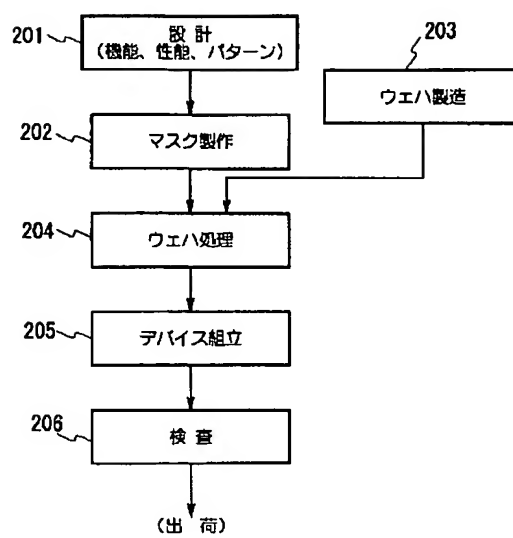 201
設 計
(機能、性能、パターン)
203
ウェハ製造
202
マスク製作
204
ウェハ処理
205
デバイス組立
206
検 査
(出 荷)